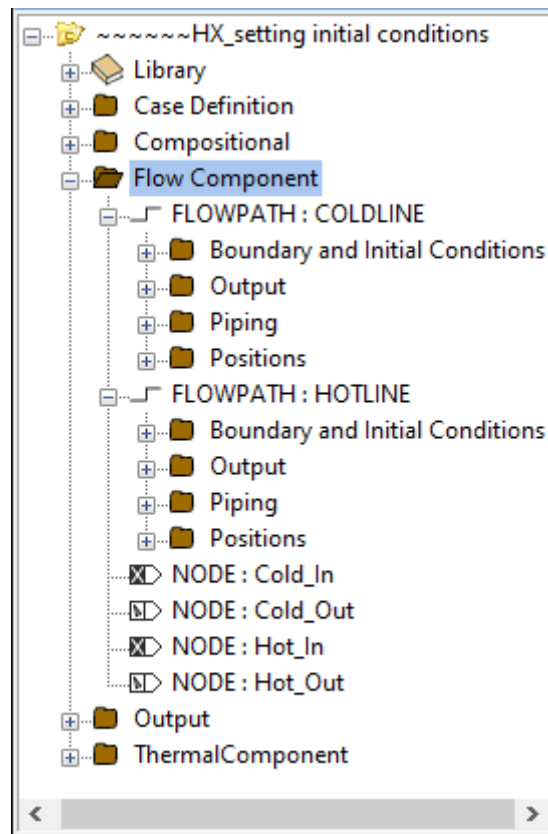 ~~~~~~HX_setting initial conditions
Library
Case Definition
Compositional
Flow Component
FLOWPATH : COLDLINE
Boundary and Initial Conditions
Output
Piping
Positions
FLOWPATH : HOTLINE
Boundary and Initial Conditions
Output
Piping
Positions
NODE : Cold_In
NODE : Cold_Out
NODE : Hot_In
NODE : Hot_Out
Output
ThermalComponent